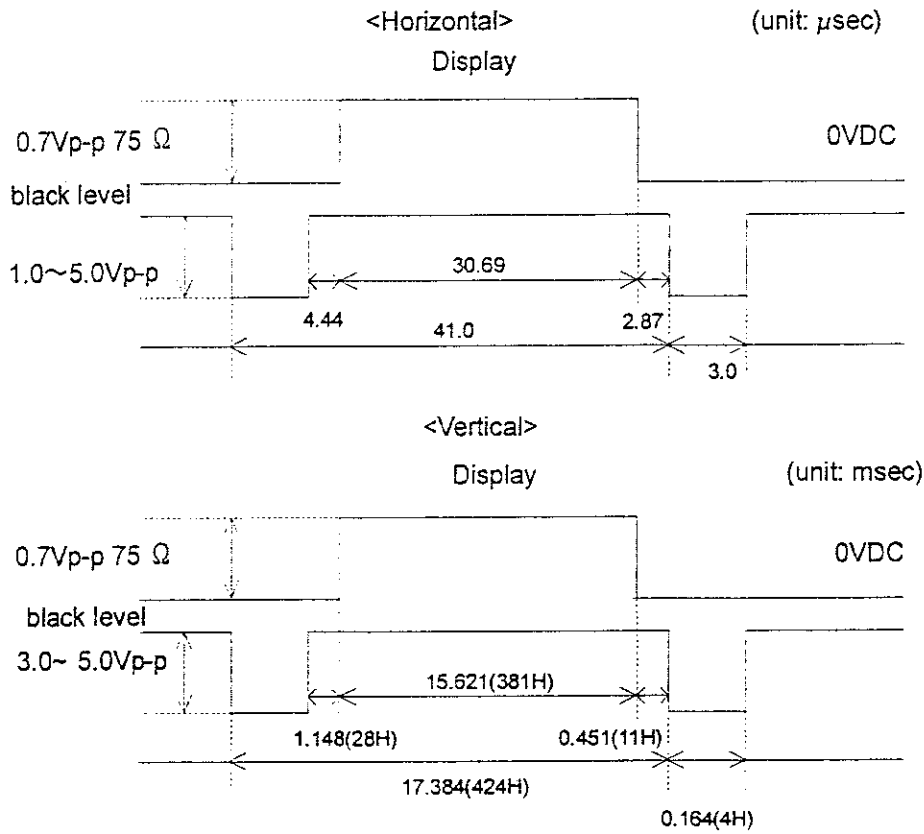 <Horizontal>
(unit: μsec)
Display
0.7Vp-p 75 Ω
0VDC
black level
1.0～5.0Vp-p
30.69
4.44
41.0
2.87
3.0
<Vertical>
Display
(unit: msec)
0.7Vp-p 75 Ω
0VDC
black level
3.0~ 5.0Vp-p
15.621(381H)
1.148(28H)
0.451(11H)
17.384(424H)
0.164(4H)